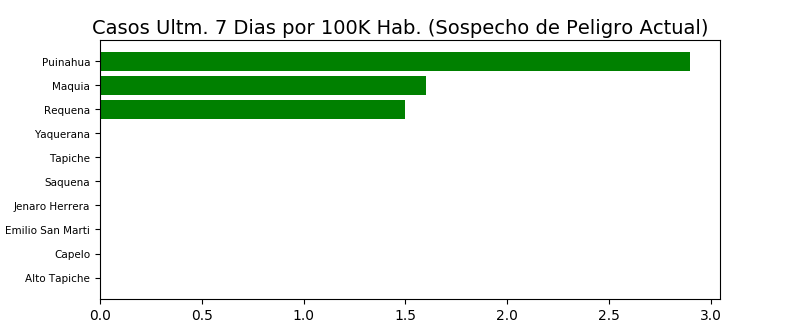 Casos Ultm. 7 Dias por 100K Hab. (Sospecho de Peligro Actual)
Puinahua
Maquia
Requena
Yaquerana
Tapiche
Saquena
Jenaro Herrera
Emilio San Marti
Capelo
Alto Tapiche
0.0 0.5 1.0 1.5 2.0 2.5 3.0